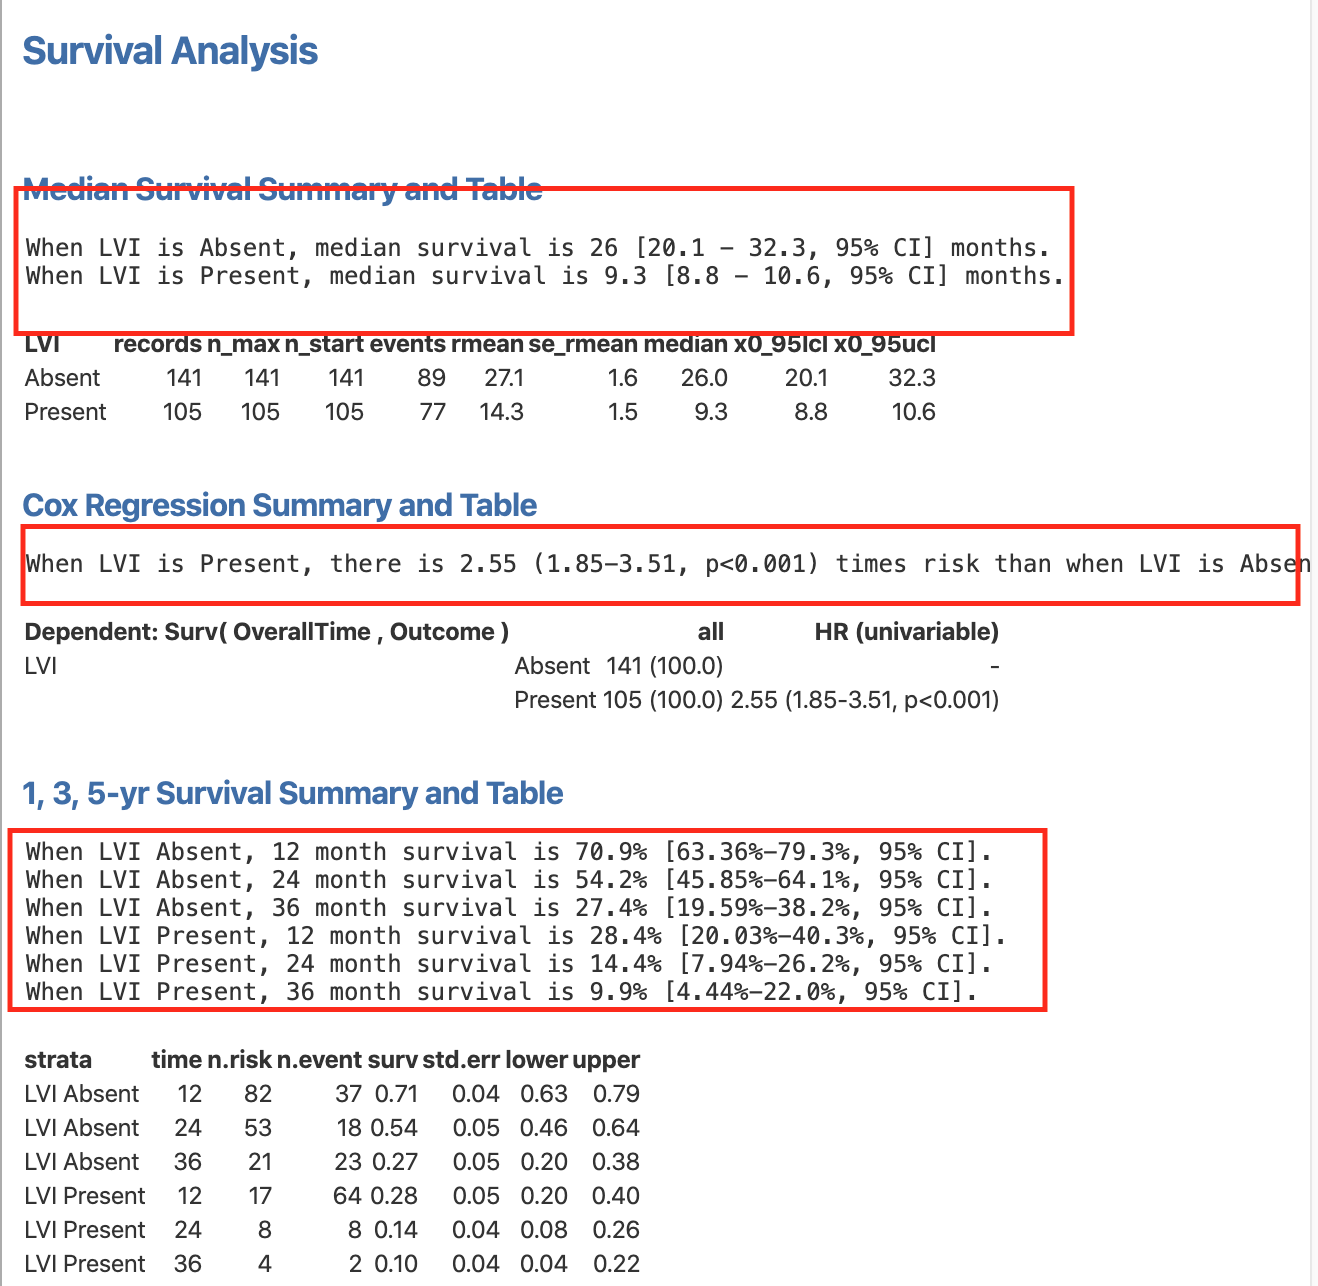 Survival Analysis
Median Survival Summary and Table
When LVI is Absent, median survival is 26 [20.1 – 32.3, 95% CI] months.
When LVI is Present, median survival is 9.3 [8.8 – 10.6, 95% CI] months.
LVI records n_max n_start events rmean se_rmean median x0_95lcl x0_95ucl
Absent 141 141 141 89 27.1 1.6 26.0 20.1 32.3
Present 105 105 105 77 14.3 1.5 9.3 8.8 10.6
Cox Regression Summary and Table
When LVI is Present, there is 2.55 (1.85–3.51, p<0.001) times risk than when LVI is Absen
Dependent: Surv( OverallTime , Outcome ) all HR (univariable)
LVI Absent 141 (100.0) -
Present 105 (100.0) 2.55 (1.85-3.51, p<0.001)
1, 3, 5-yr Survival Summary and Table
When LVI Absent, 12 month survival is 70.9% [63.36%–79.3%, 95% CI].
When LVI Absent, 24 month survival is 54.2% [45.85%–64.1%, 95% CI].
When LVI Absent, 36 month survival is 27.4% [19.59%–38.2%, 95% CI].
When LVI Present, 12 month survival is 28.4% [20.03%–40.3%, 95% CI].
When LVI Present, 24 month survival is 14.4% [7.94%–26.2%, 95% CI].
When LVI Present, 36 month survival is 9.9% [4.44%–22.0%, 95% CI].
strata time n.risk n.event surv std.err lower upper
LVI Absent 12 82 37 0.71 0.04 0.63 0.79
LVI Absent 24 53 18 0.54 0.05 0.46 0.64
LVI Absent 36 21 23 0.27 0.05 0.20 0.38
LVI Present 12 17 64 0.28 0.05 0.20 0.40
LVI Present 24 8 8 0.14 0.04 0.08 0.26
LVI Present 36 4 2 0.10 0.04 0.04 0.22